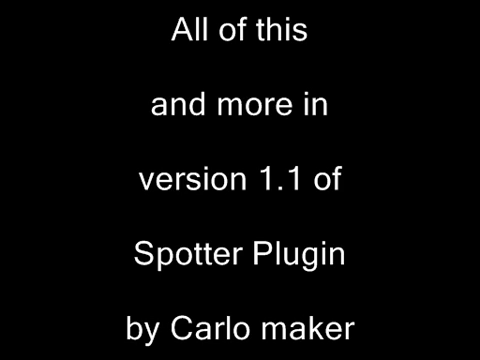 All of this
and more in
version 1.1 of
Spotter Plugin
by Carlo maker